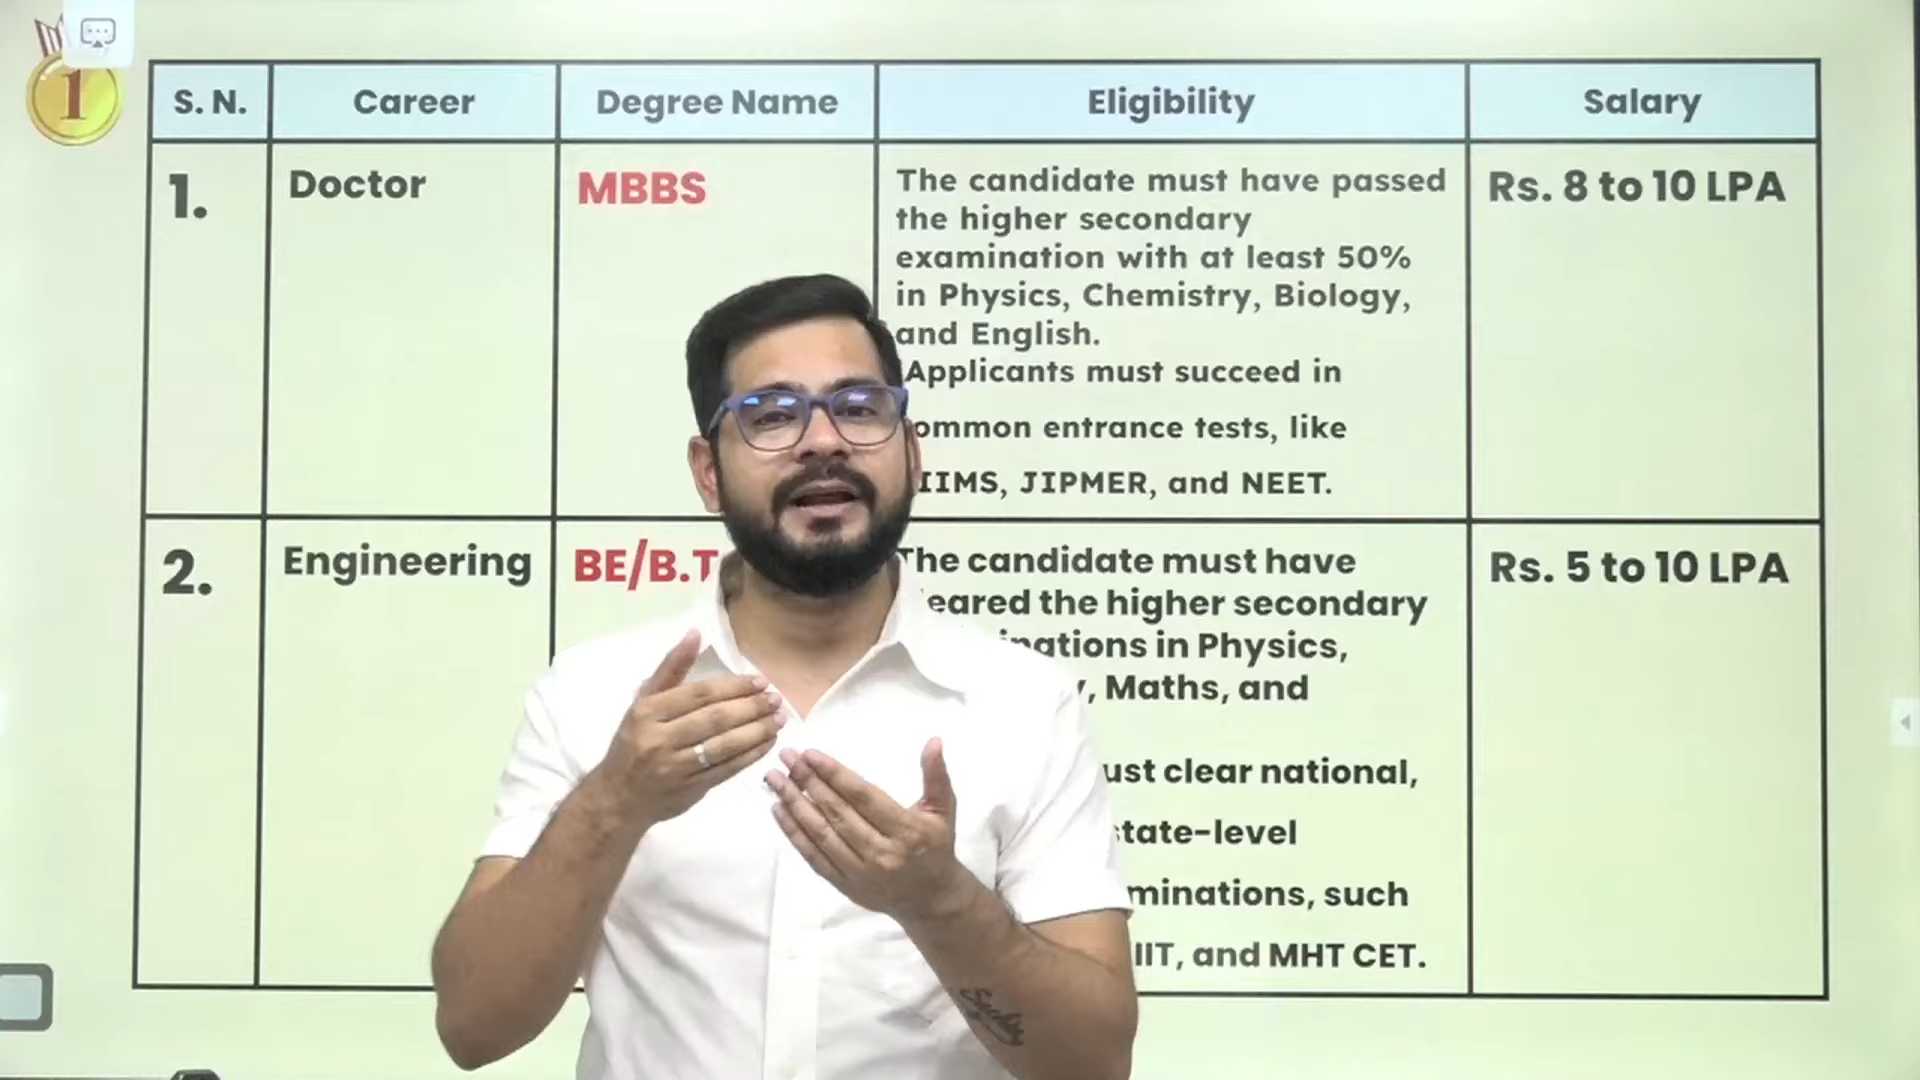 1
S. N.
Career
Degree Name
Eligibility
Salary
1.
Doctor
MBBS
The candidate must have passed
the higher secondary
examination with at least 50%
in Physics, Chemistry, Biology,
and English.
Applicants must succeed in
entrance tests, like
JIPMER, and NEET.
Rs. 8 to 10 LPA
2.
Engineering
BE/B.T
The candidate must have
the higher secondary
in Physics,
Maths, and
clear national,
state-level
such
IIT, and MHT CET.
Rs. 5 to 10 LPA